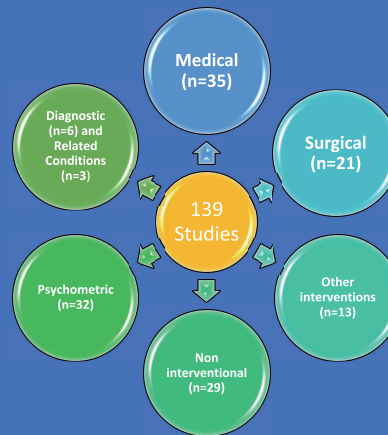 Medical
(n=35)
Diagnostic
(n=6) and
Related
Conditions
(n=3)
Surgical
(n=21)
139
Studies
Psychometric
(n=32)
Other
interventions
(n=13)
Non
interventional
(n=29)